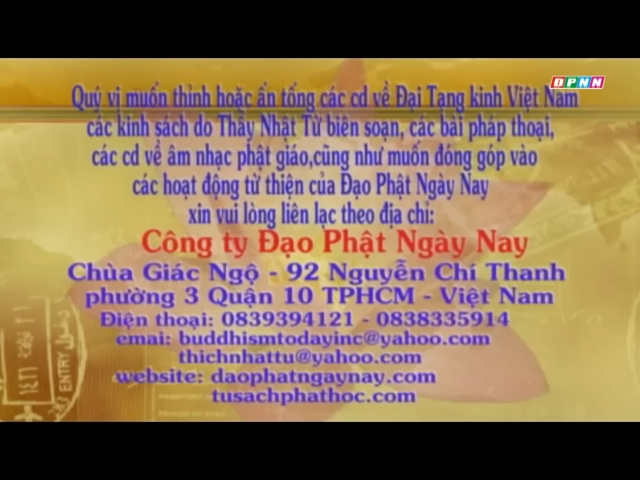 ĐPNN
Quý vị muốn thỉnh hoặc ấn tống các cd về Đại Tạng kinh Việt Nam
các kinh sách do Thầy Nhật Từ biên soạn, các bài pháp thoại,
các cd về âm nhạc phật giáo,cũng như muốn đóng góp vào
các hoạt động từ thiện của Đạo Phật Ngày Nay
xin vui lòng liên lạc theo địa chỉ:
Công ty Đạo Phật Ngày Nay
Chùa Giác Ngộ - 92 Nguyễn Chí Thanh
phường 3 Quận 10 TPHCM - Việt Nam
Điện thoại: 0839394121 - 0838335914
emai: buddhismtodayinc@yahoo.com
thichnhattu@yahoo.com
website: daophatngaynay.com
tusachphathoc.com
ENTRY